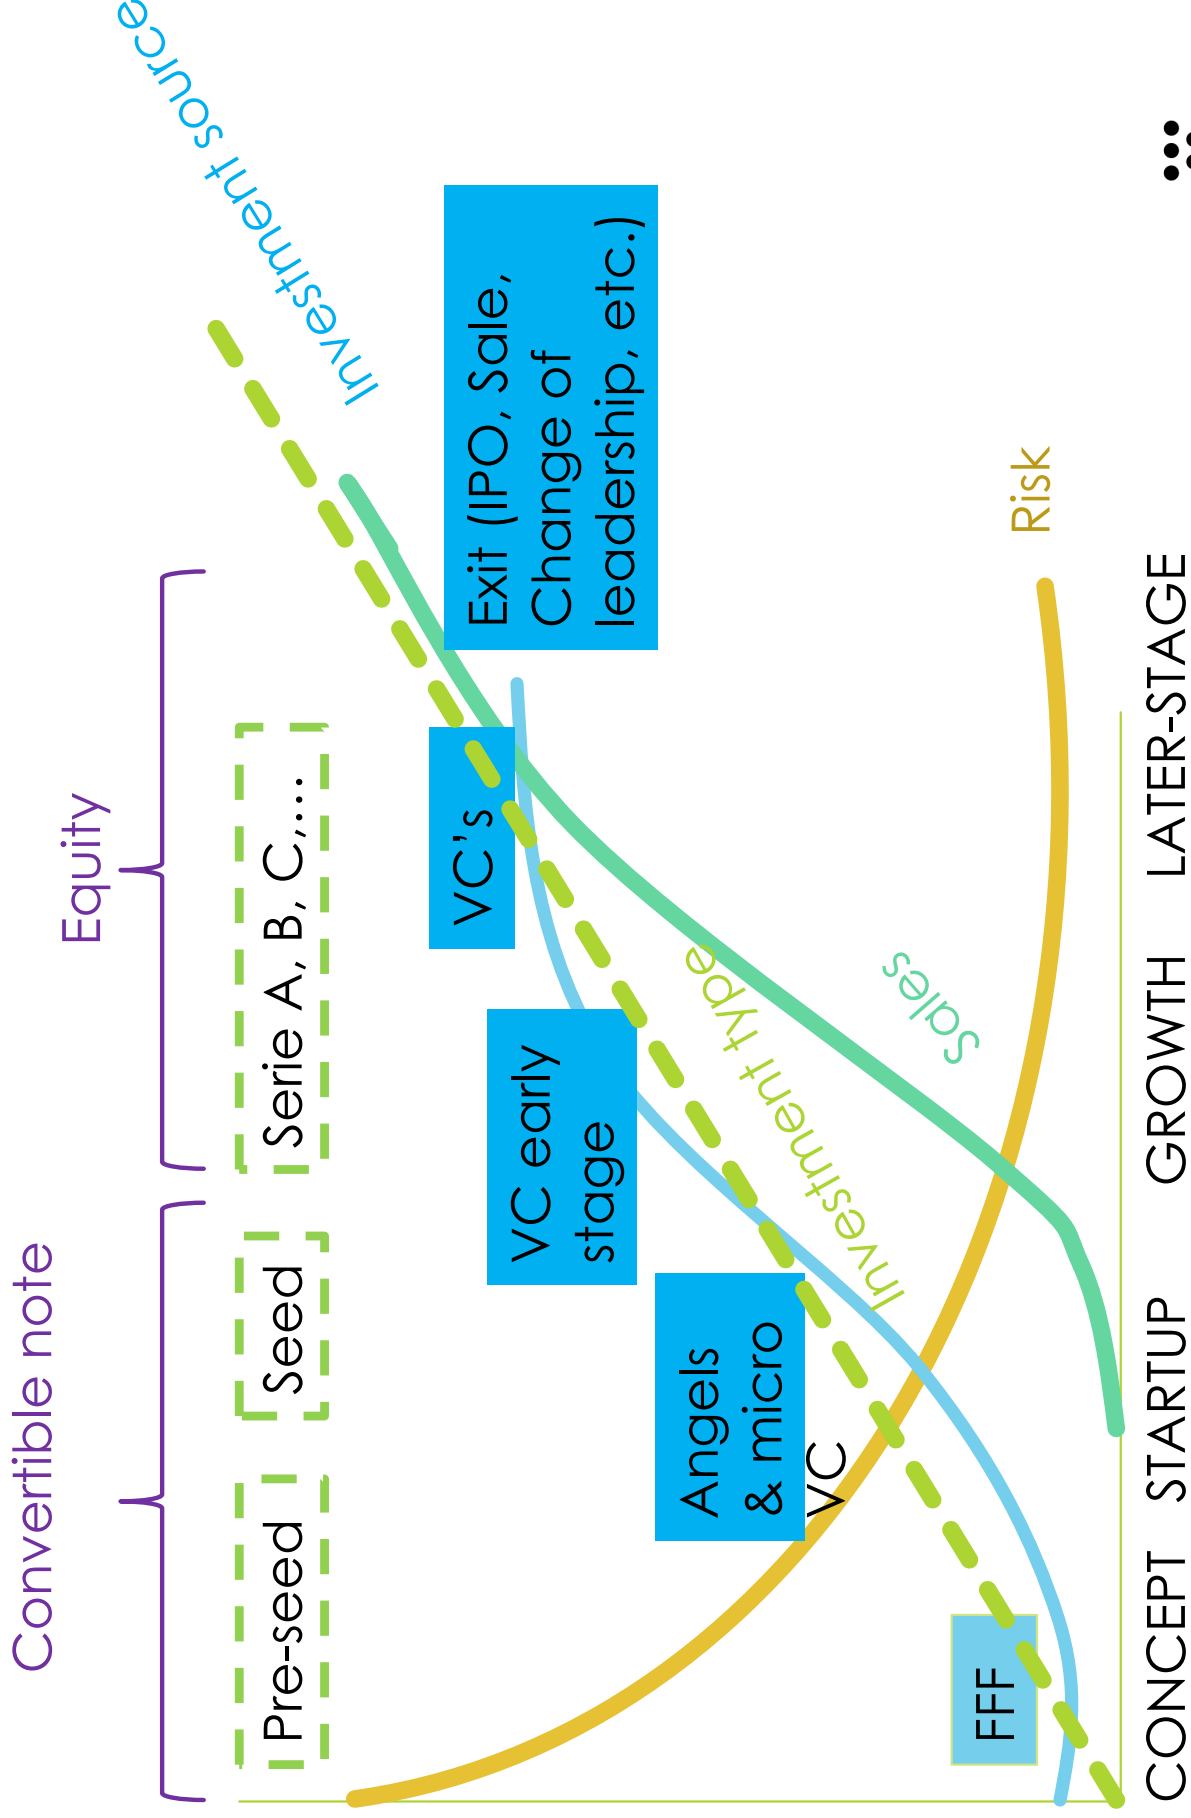 Convertible note
Equity
Pre-seed
Seed
Serie A, B, C,...
Investment source
VC's
Exit (IPO, Sale,
Change of
leadership, etc.)
VC early
stage
Angels
& micro
VC
Investment type
Sales
FFF
Risk
CONCEPT
STARTUP
GROWTH
LATER-STAGE